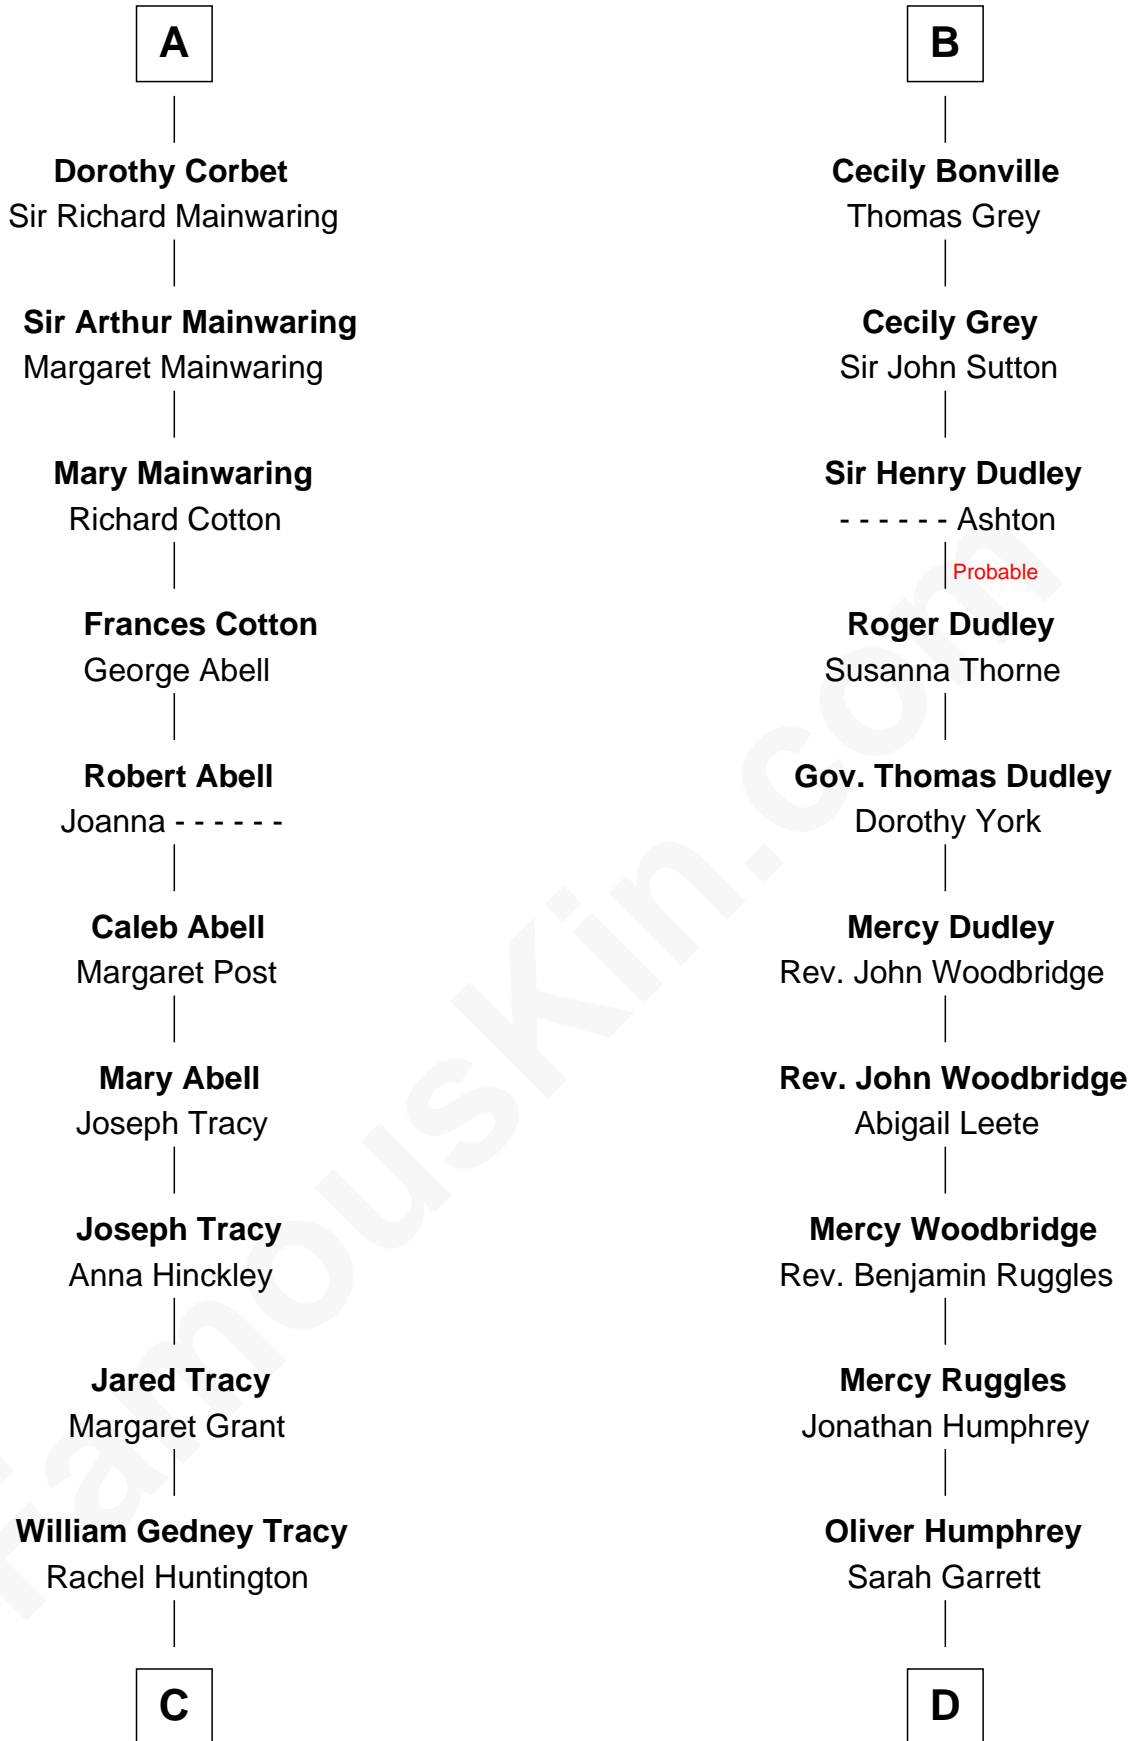 A
Dorothy Corbet
Sir Richard Mainwaring
Sir Arthur Mainwaring
Margaret Mainwaring
Mary Mainwaring
Richard Cotton
Frances Cotton
George Abell
Robert Abell
Joanna - - - - - -
Caleb Abell
Margaret Post
Mary Abell
Joseph Tracy
Joseph Tracy
Anna Hinckley
Jared Tracy
Margaret Grant
William Gedney Tracy
Rachel Huntington
C
B
Cecily Bonville
Thomas Grey
Cecily Grey
Sir John Sutton
Sir Henry Dudley
- - - - - - Ashton
Probable
Roger Dudley
Susanna Thorne
Gov. Thomas Dudley
Dorothy York
Mercy Dudley
Rev. John Woodbridge
Rev. John Woodbridge
Abigail Leete
Mercy Woodbridge
Rev. Benjamin Ruggles
Mercy Ruggles
Jonathan Humphrey
Oliver Humphrey
Sarah Garrett
D
FamousKin.com